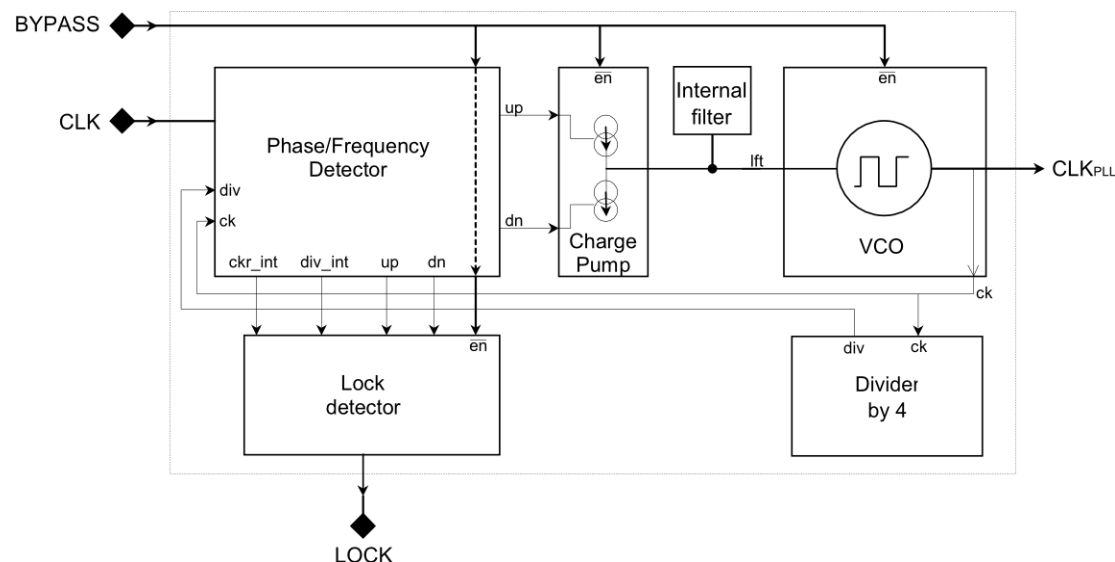 BYPASS
en
en
Internal
filter
CLK
up
Phase/Frequency
Detector
lft
CLKPLL
div
ck
dn
Charge
Pump
VCO
ckr_int
div_int
up
dn
ck
en
div
ck
Lock
detector
Divider
by 4
LOCK